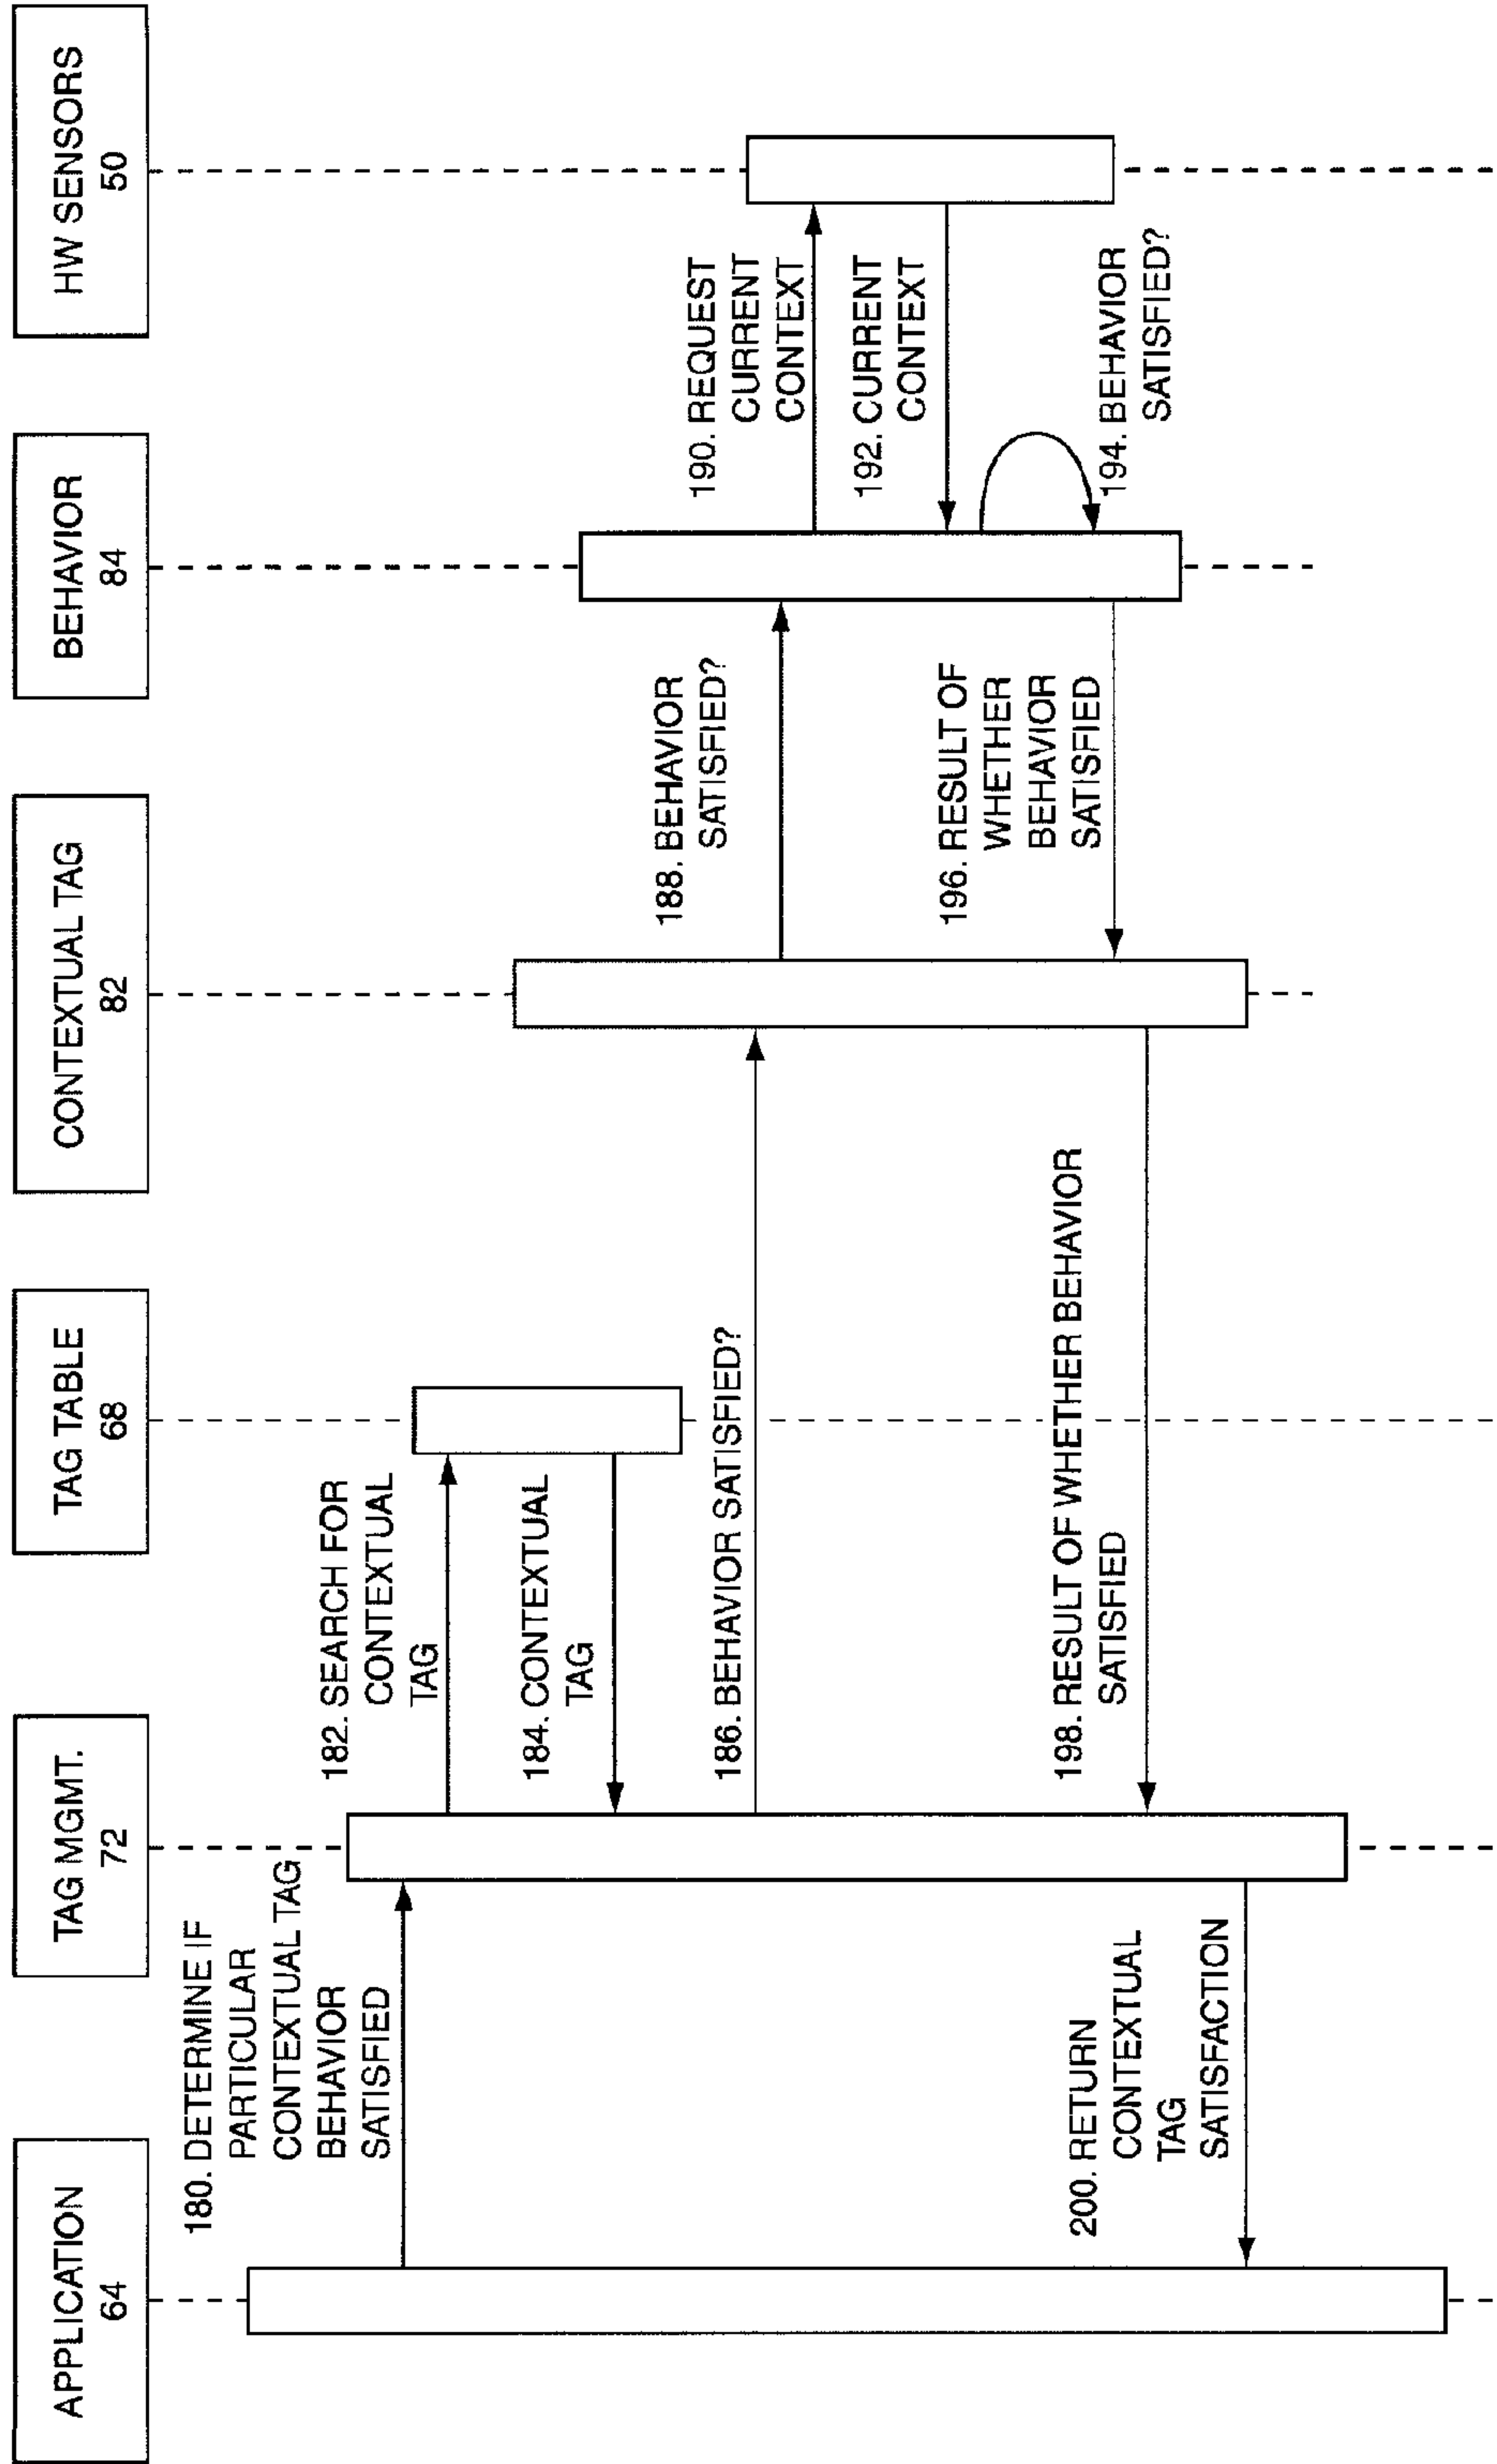 APPLICATION
64
TAG MGMT.
72
TAG TABLE
68
CONTEXTUAL TAG
82
BEHAVIOR
84
HW SENSORS
50
180. DETERMINE IF
PARTICULAR
CONTEXTUAL TAG
BEHAVIOR
SATISFIED
182. SEARCH FOR
CONTEXTUAL
TAG
184. CONTEXTUAL
TAG
186. BEHAVIOR SATISFIED?
188. BEHAVIOR
SATISFIED?
190. REQUEST
CURRENT
CONTEXT
192. CURRENT
CONTEXT
194. BEHAVIOR
SATISFIED?
196. RESULT OF
WHETHER
BEHAVIOR
SATISFIED
198. RESULT OF WHETHER BEHAVIOR
SATISFIED
200. RETURN
CONTEXTUAL
TAG
SATISFACTION